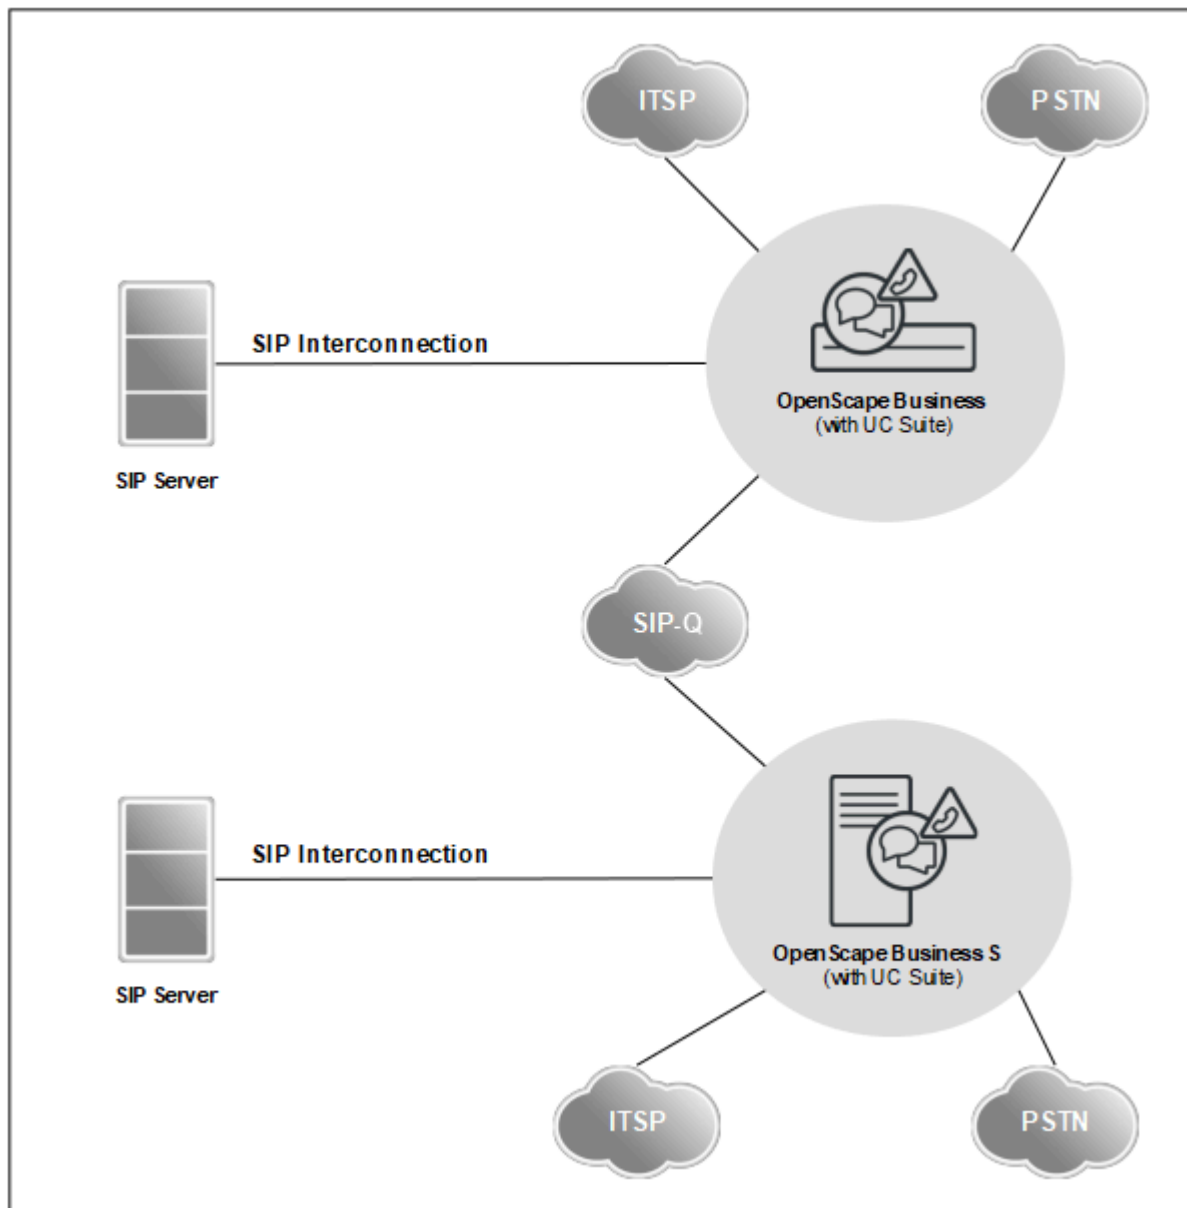 ITSP
PSTN
SIP Interconnection
OpenScape Business
(with UC Suite)
SIP Server
SIP-Q
SIP Interconnection
OpenScape Business S
(with UC Suite)
SIP Server
ITSP
PSTN